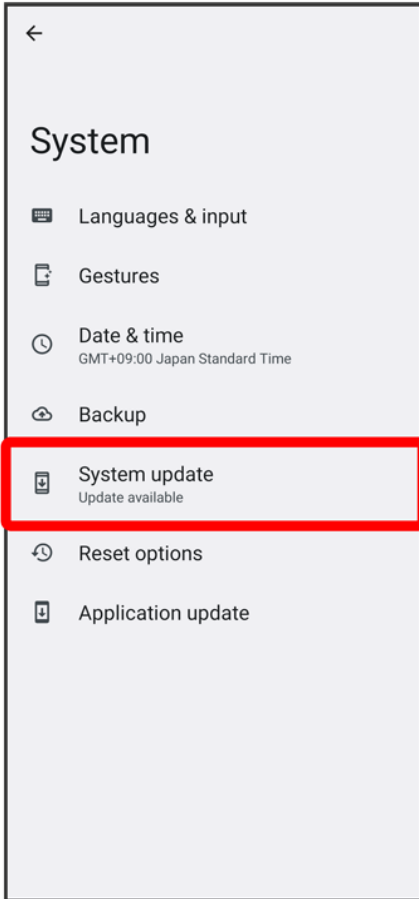 System
Languages & input
Gestures
Date & time
GMT+09:00 Japan Standard Time
Backup
System update
Update available
Reset options
Application update